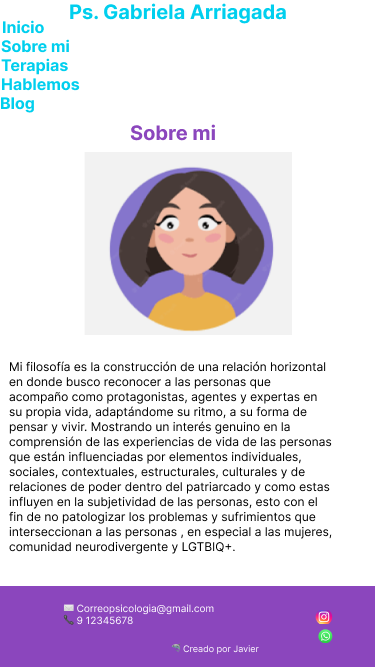 Ps. Gabriela Arriagada
Inicio
Sobre mi
Terapias
Hablemos
Blog
Sobre mi
Mi filosofía es la construcción de una relación horizontal
en donde busco reconocer a las personas que
acompaño como protagonistas, agentes y expertas en
su propia vida, adaptándome su ritmo, a su forma de
pensar y vivir. Mostrando un interés genuino en la
comprensión de las experiencias de vida de las personas
que están influenciadas por elementos individuales,
sociales, contextuales, estructurales, culturales y de
relaciones de poder dentro del patriarcado y como estas
influyen en la subjetividad de las personas, esto con el
fin de no patologizar los problemas y sufrimientos que
interseccionan a las personas , en especial a las mujeres,
comunidad neurodivergente y LGTBIQ+.
Correopsicologia@gmail.com
9 12345678
Creado por Javier